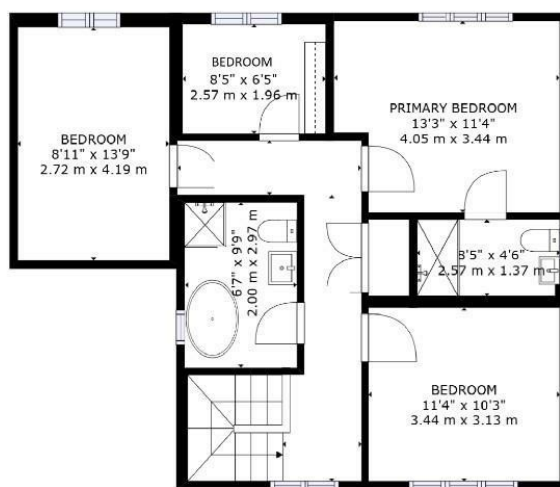 BEDROOM
8'5" x 6'5"
2.57 m x 1.96 m
PRIMARY BEDROOM
13'3" x 11'4"
4.05 m x 3.44 m
BEDROOM
8'11" x 13'9"
2.72 m x 4.19 m
6'7" x 9'9"
2.00 m x 2.97 m
8'5" x 4'6"
2.57 m x 1.37 m
BEDROOM
11'4" x 10'3"
3.44 m x 3.13 m